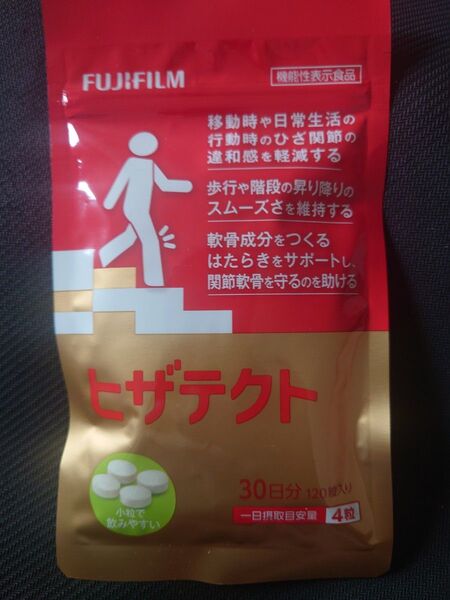 FUJIFILM
機能性表示食品
移動時や日常生活の
行動時のひざ関節の
違和感を軽減する
歩行や階段の昇り降りの
スムーズさを維持する
軟骨成分をつくる
はたらきをサポートし、
関節軟骨を守るのを助ける
ヒザテクト
小粒で
飲みやすい
30日分 120粒入り
一日摂取目安量 4粒